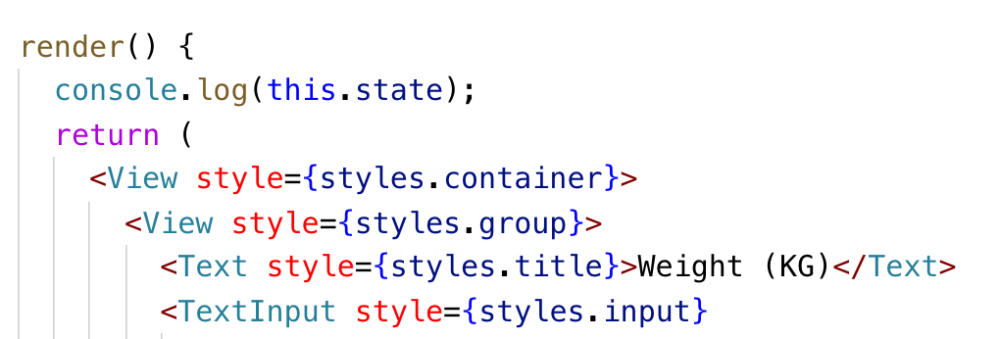 render() {
console.log(this.state);
return (
<View style={styles.container}>
<View style={styles.group}>
<Text style={styles.title}>Weight (KG)</Text>
<TextInput style={styles.input}